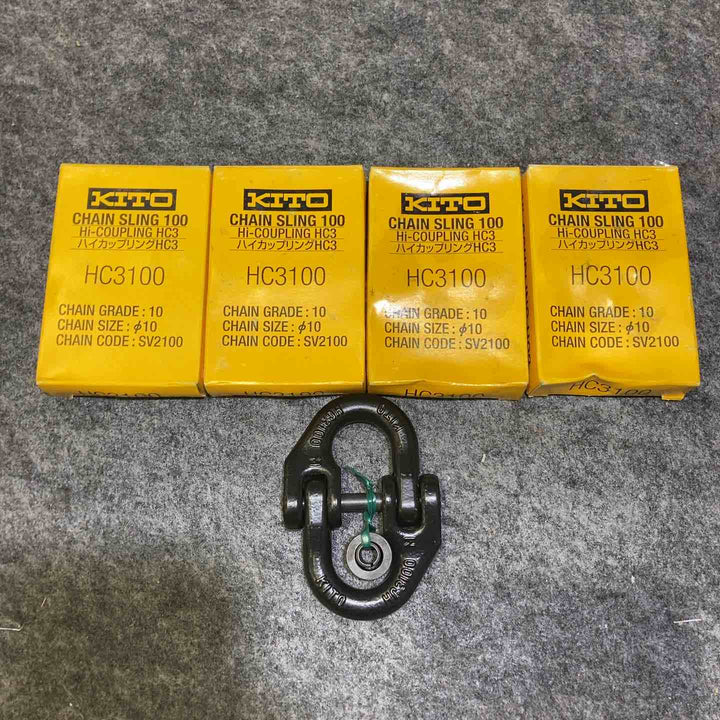 KITO
CHAIN SLING 100
Hi-COUPLING HC3
ハイカップリングHC3
HC3100
CHAIN GRADE : 10
CHAIN SIZE : φ10
CHAIN CODE : SV2100
HC3100
KITO
CHAIN SLING 100
Hi-COUPLING HC3
ハイカップリングHC3
HC3100
CHAIN GRADE : 10
CHAIN SIZE : φ10
CHAIN CODE : SV2100
HC3100
KITO
CHAIN SLING 100
Hi-COUPLING HC3
ハイカップリングHC3
HC3100
CHAIN GRADE : 10
CHAIN SIZE : φ10
CHAIN CODE : SV2100
HC3100
KITO
CHAIN SLING 100
Hi-COUPLING HC3
ハイカップリングHC3
HC3100
CHAIN GRADE : 10
CHAIN SIZE : φ10
CHAIN CODE : SV2100
HC3100
KITO
KITO